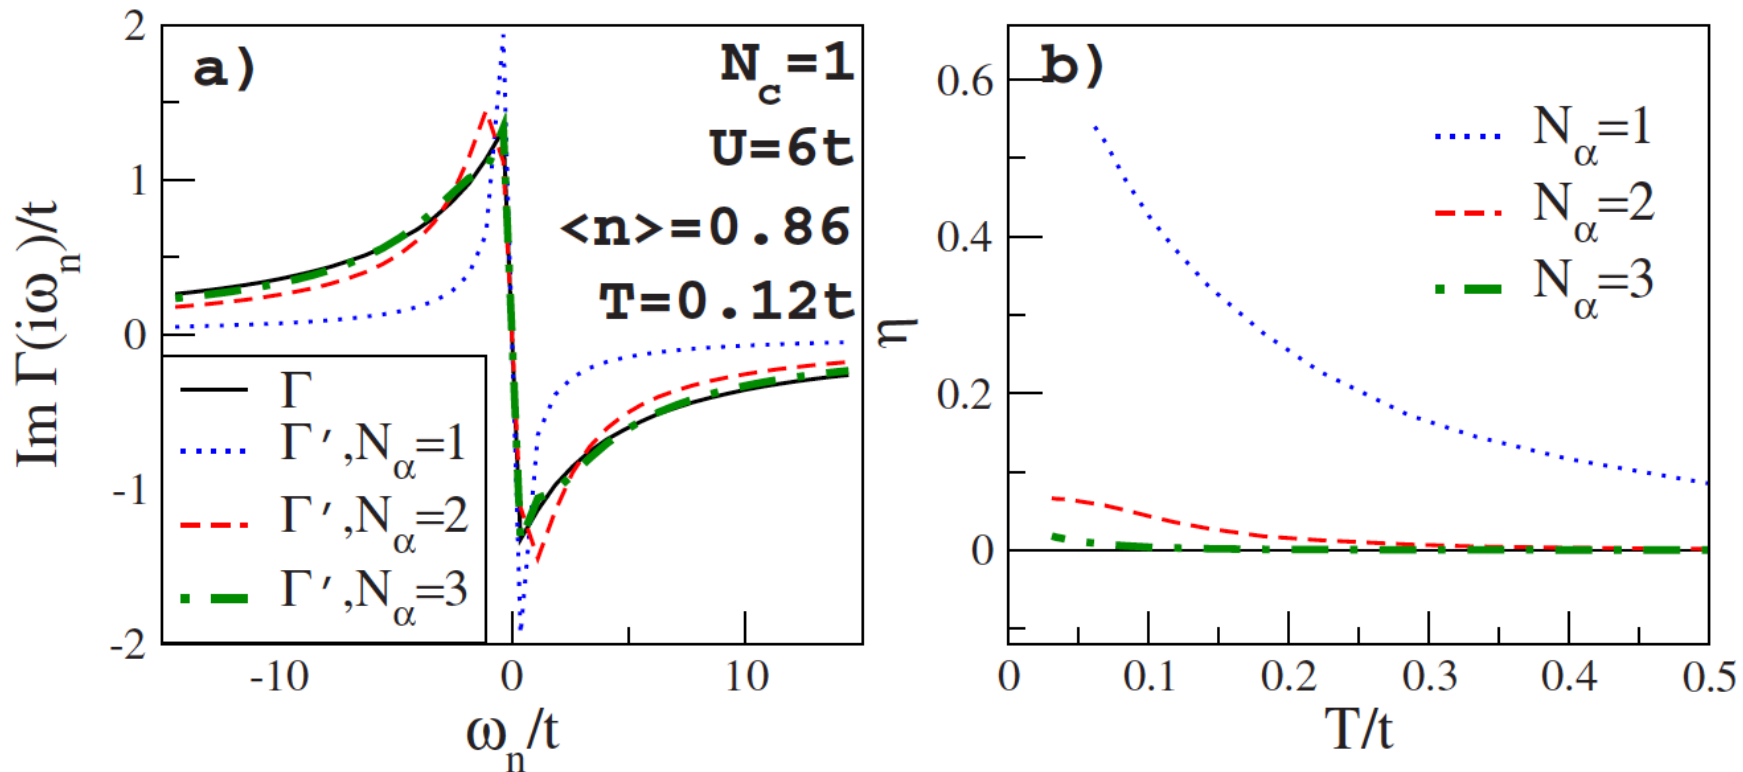 a)
N_c=1
U=6t
<n>=0.86
T=0.12t
Im Γ(iω_n)/t
2
1
0
-1
-2
Γ
Γ′,N_α=1
Γ′,N_α=2
Γ′,N_α=3
-10 0 10
ω_n/t
b)
N_α=1
N_α=2
N_α=3
η
0.6
0.4
0.2
0
0 0.1 0.2 0.3 0.4 0.5
T/t